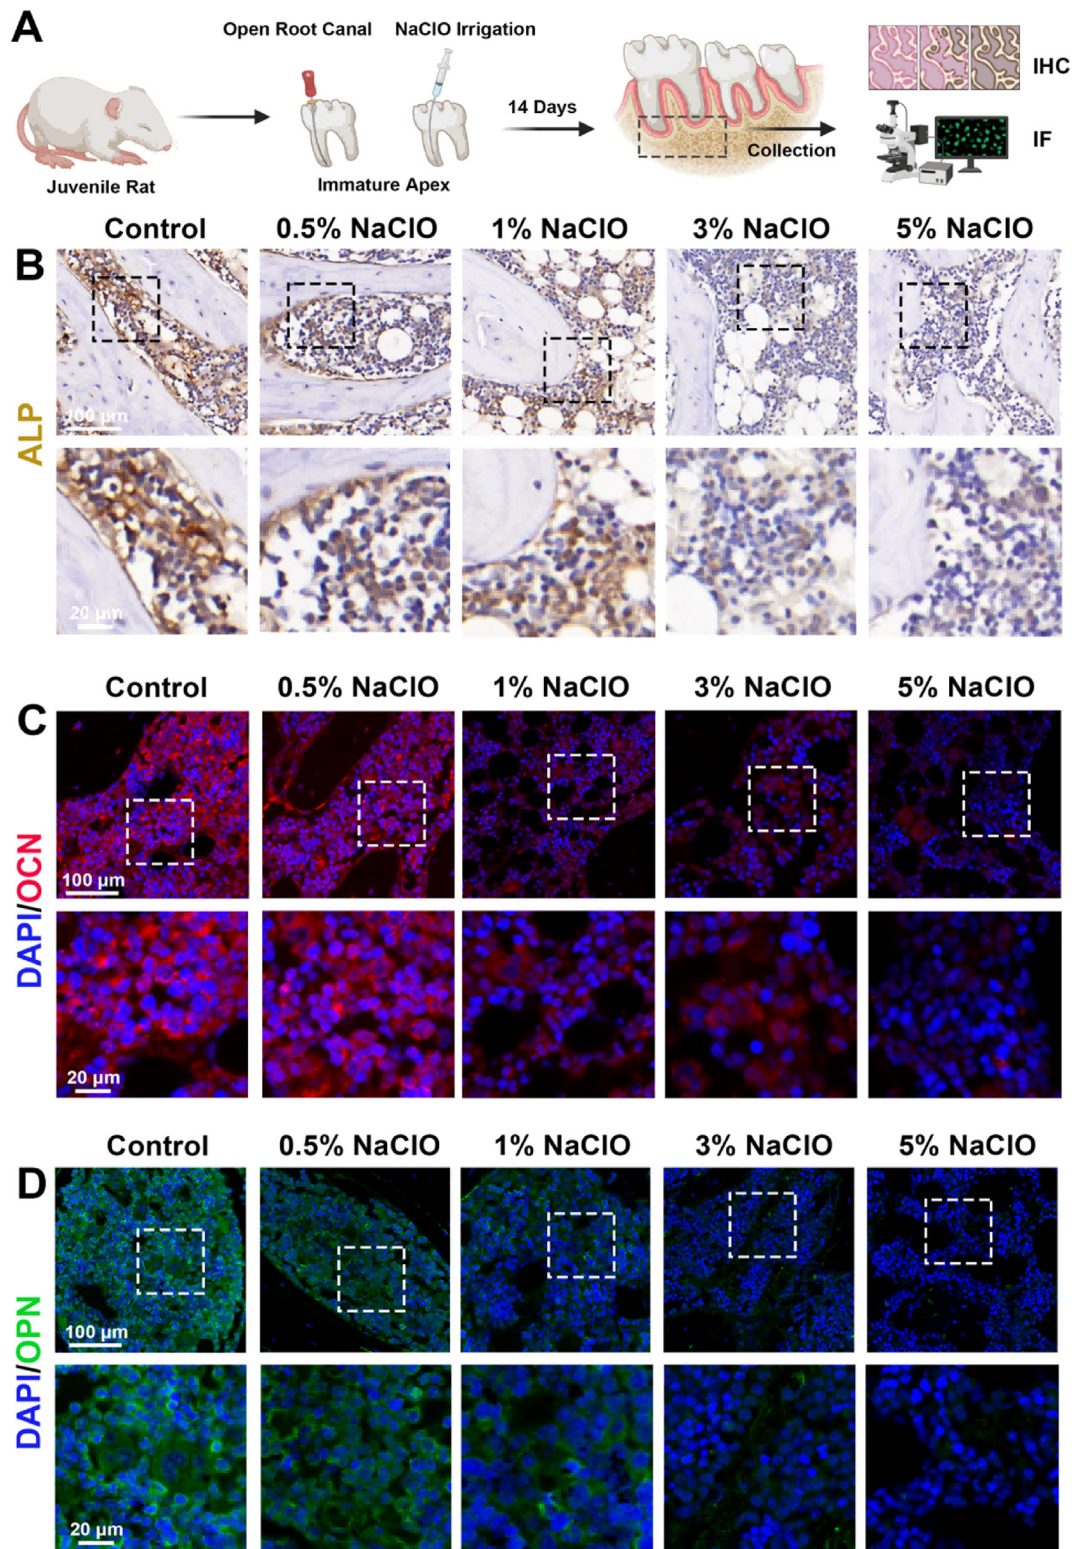 A
Open Root Canal NaClO Irrigation
14 Days
IHC
IF
Collection
Juvenile Rat
Immature Apex
Control 0.5% NaClO 1% NaClO 3% NaClO 5% NaClO
B
ALP
100 µm
20 µm
Control 0.5% NaClO 1% NaClO 3% NaClO 5% NaClO
C
DAPI/OCN
100 µm
20 µm
Control 0.5% NaClO 1% NaClO 3% NaClO 5% NaClO
D
DAPI/OPN
100 µm
20 µm